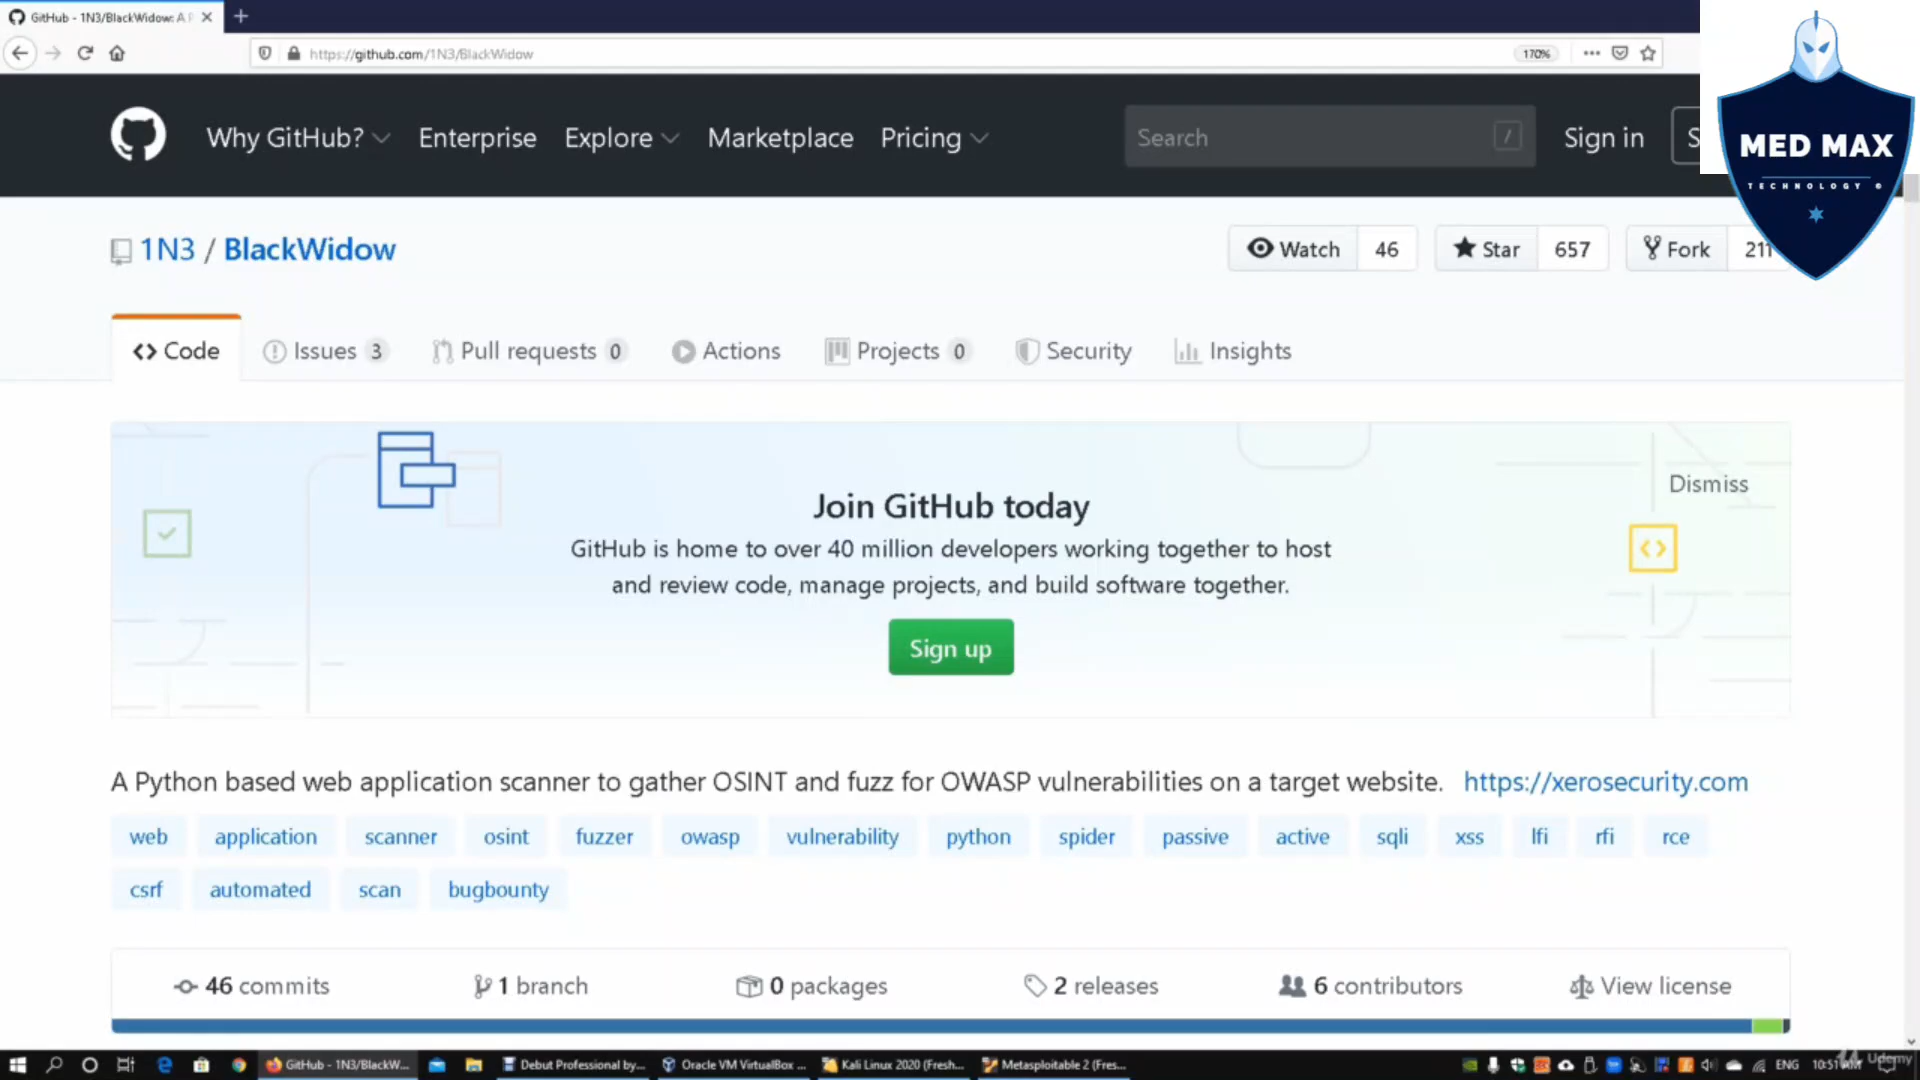 GitHub - 1N3/BlackWidow: A P
https://github.com/1N3/BlackWidow
170%
Why GitHub?
Enterprise
Explore
Marketplace
Pricing
Search
/
Sign in
S
MED MAX
TECHNOLOGY ©
1N3 / BlackWidow
Watch 46
Star 657
Fork 211
Code
Issues 3
Pull requests 0
Actions
Projects 0
Security
Insights
Join GitHub today
Dismiss
GitHub is home to over 40 million developers working together to host
and review code, manage projects, and build software together.
Sign up
A Python based web application scanner to gather OSINT and fuzz for OWASP vulnerabilities on a target website. https://xerosecurity.com
web application scanner osint fuzzer owasp vulnerability python spider passive active sqli xss lfi rfi rce
csrf automated scan bugbounty
46 commits
1 branch
0 packages
2 releases
6 contributors
View license
GitHub - 1N3/BlackW...
Debut Professional by...
Oracle VM VirtualBox ...
Kali Linux 2020 (Fresh...
Metasploitable 2 (Fres...
ENG
10:51 AM
Udemy